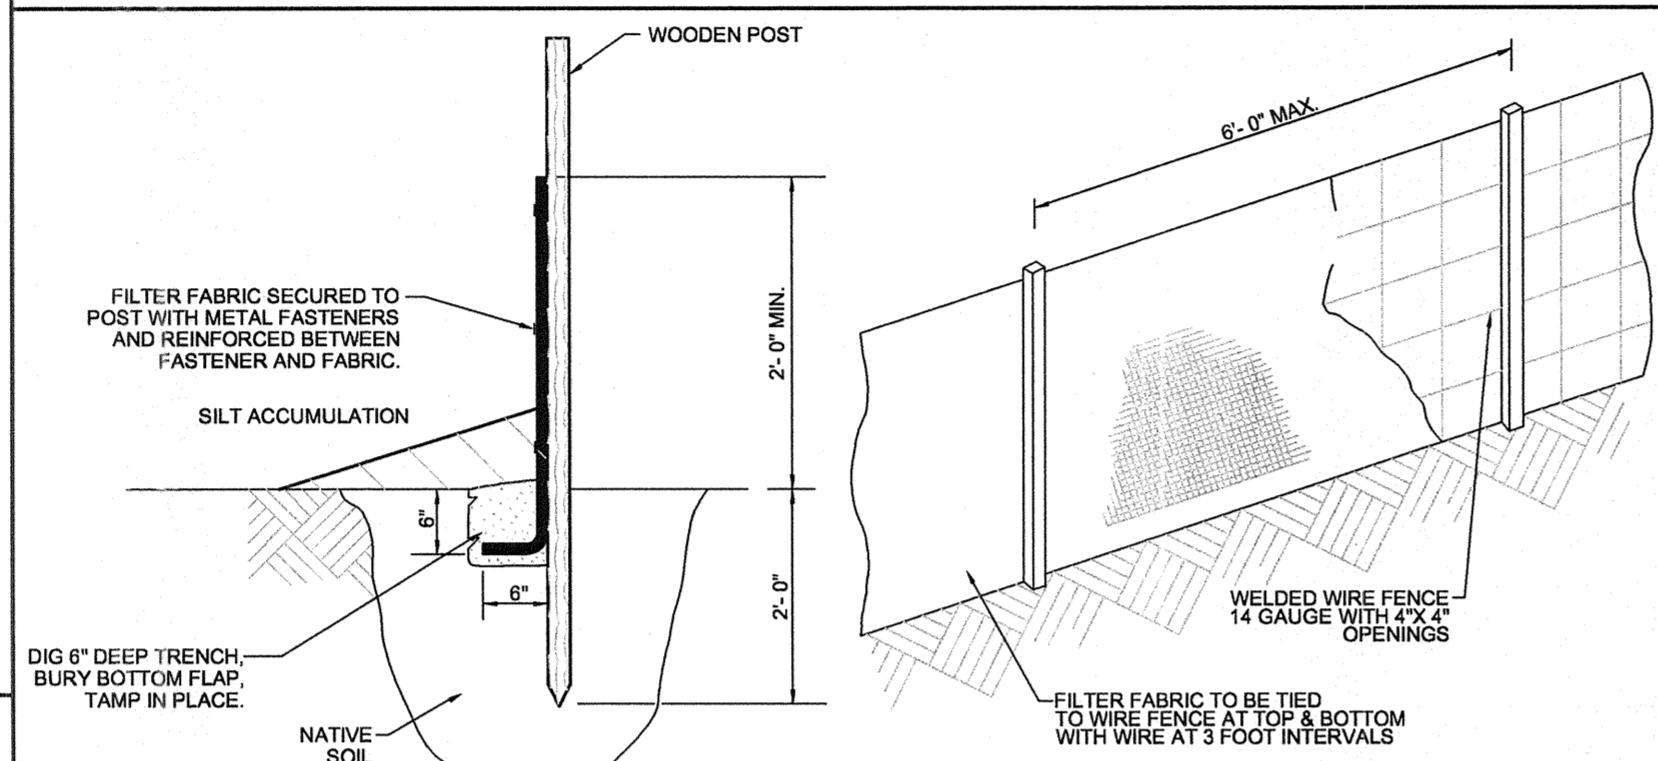 WOODEN POST
6'- 0" MAX.
FILTER FABRIC SECURED TO
POST WITH METAL FASTENERS
AND REINFORCED BETWEEN
FASTENER AND FABRIC.
2'- 0" MIN.
SILT ACCUMULATION
6"
6"
2'- 0"
DIG 6" DEEP TRENCH,
BURY BOTTOM FLAP,
TAMP IN PLACE.
NATIVE
SOIL
WELDED WIRE FENCE
14 GAUGE WITH 4"X 4"
OPENINGS
FILTER FABRIC TO BE TIED
TO WIRE FENCE AT TOP & BOTTOM
WITH WIRE AT 3 FOOT INTERVALS